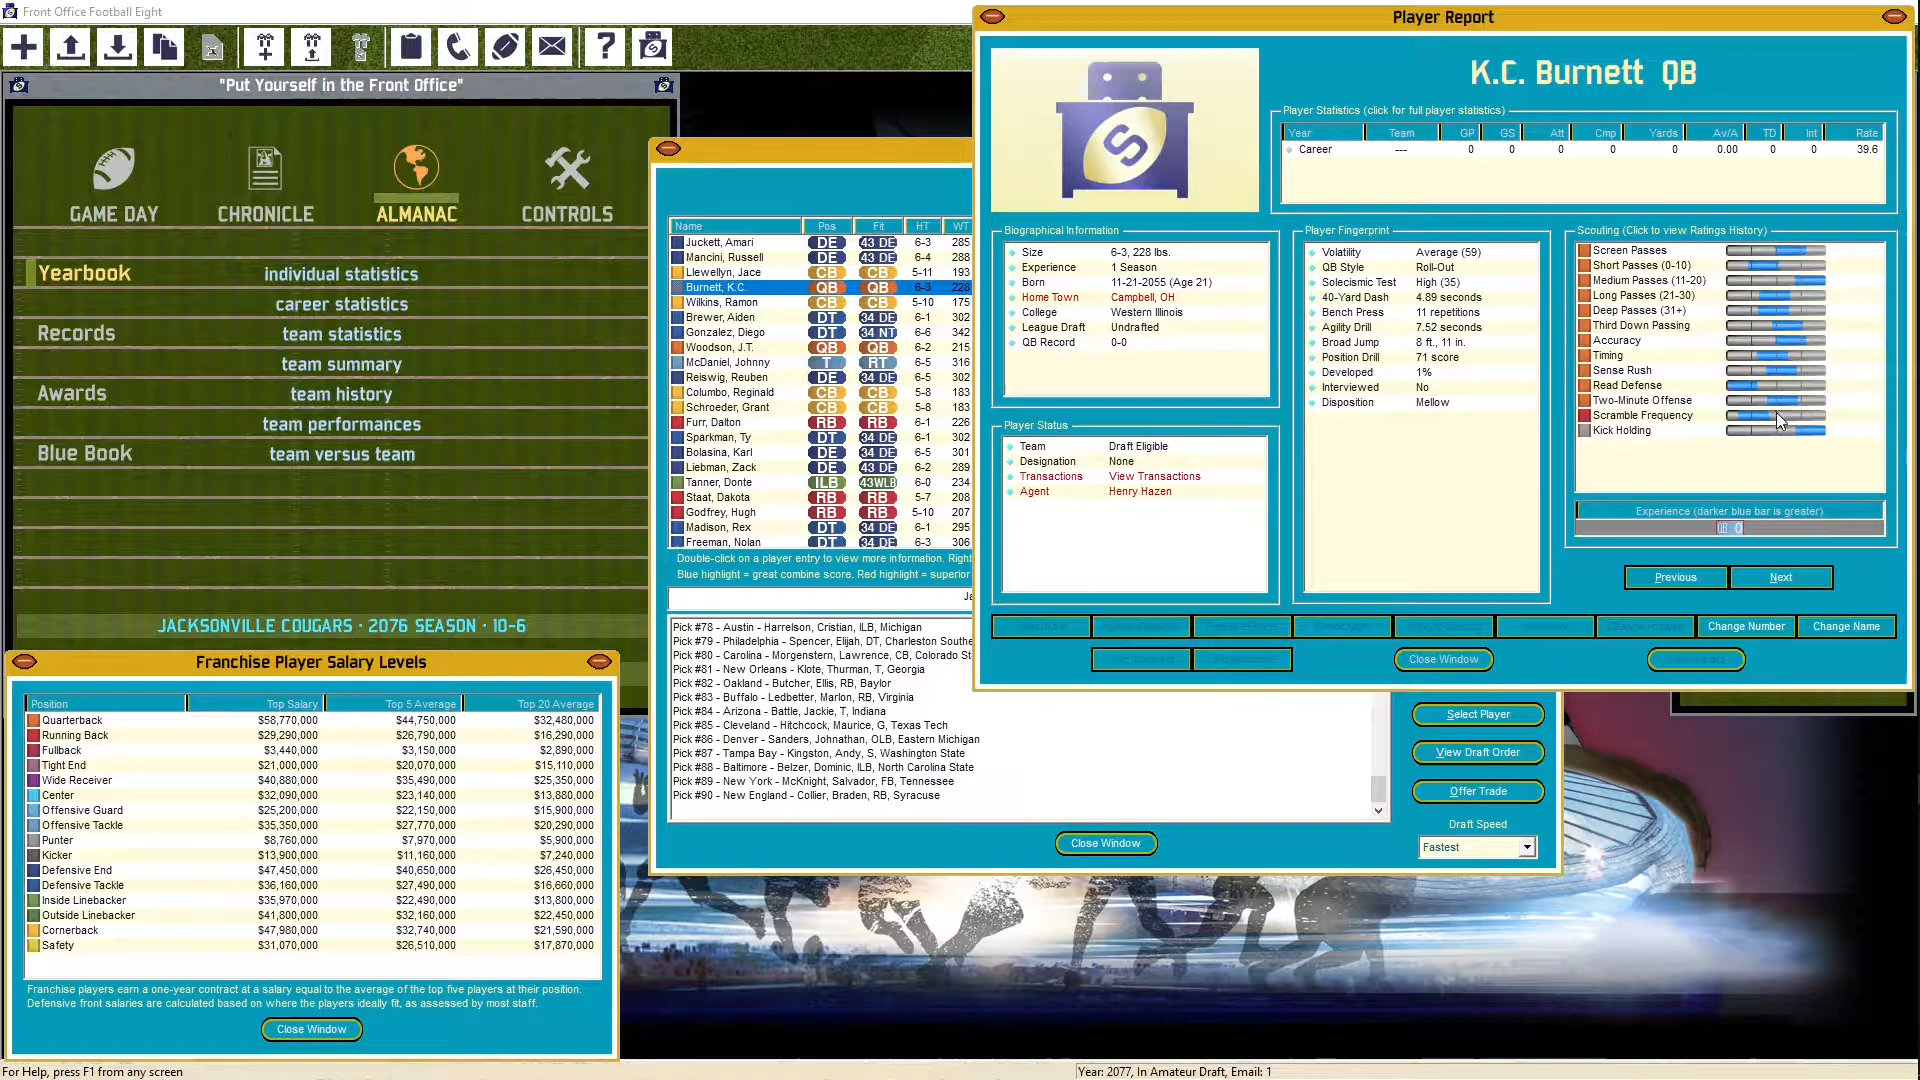 Front Office Football Eight
"Put Yourself in the Front Office"
GAME DAY
CHRONICLE
ALMANAC
CONTROLS
Yearbook
individual statistics
career statistics
Records
team statistics
team summary
Awards
team history
team performances
Blue Book
team versus team
JACKSONVILLE COUGARS · 2076 SEASON · 10-6
Franchise Player Salary Levels
Position Top Salary Top 5 Average Top 20 Average
Quarterback $58,770,000 $44,750,000 $32,480,000
Running Back $29,290,000 $26,790,000 $16,290,000
Fullback $3,440,000 $3,150,000 $2,890,000
Tight End $21,000,000 $20,070,000 $15,110,000
Wide Receiver $40,880,000 $35,490,000 $25,350,000
Center $32,090,000 $23,140,000 $13,880,000
Offensive Guard $25,200,000 $22,150,000 $15,900,000
Offensive Tackle $35,350,000 $27,770,000 $20,290,000
Punter $8,760,000 $7,970,000 $5,900,000
Kicker $13,900,000 $11,160,000 $7,240,000
Defensive End $47,450,000 $40,650,000 $26,450,000
Defensive Tackle $36,160,000 $27,490,000 $16,660,000
Inside Linebacker $35,970,000 $22,490,000 $13,800,000
Outside Linebacker $41,800,000 $32,160,000 $22,450,000
Cornerback $47,980,000 $32,740,000 $21,590,000
Safety $31,070,000 $26,510,000 $17,870,000
Franchise players earn a one-year contract at a salary equal to the average of the top five players at their position.
Defensive front salaries are calculated based on where the players ideally fit, as assessed by most staff.
Close Window
Name Pos Fit HT WT
Juckett, Amari DE 43 DE 6-3 285
Mancini, Russell DE 43 DE 6-4 288
Llewellyn, Jace CB CB 5-11 193
Burnett, K.C. QB QB 6-3 228
Wilkins, Ramon CB CB 5-10 175
Brewer, Aiden DT 34 DE 6-1 302
Gonzalez, Diego DT 34 NT 6-6 342
Woodson, J.T. QB QB 6-2 215
McDaniel, Johnny T RT 6-5 316
Reiswig, Reuben DE 34 DE 6-5 302
Columbo, Reginald CB CB 5-8 183
Schroeder, Grant CB CB 5-8 183
Furr, Dalton RB RB 6-1 226
Sparkman, Ty DT 34 DE 6-1 302
Bolasina, Karl DE 34 DE 6-5 301
Liebman, Zack DE 43 DE 6-2 289
Tanner, Donte ILB 43WLB 6-0 234
Staat, Dakota RB RB 5-7 208
Godfrey, Hugh RB RB 5-10 207
Madison, Rex DT 34 DE 6-1 295
Freeman, Nolan DT 34 DE 6-3 306
Double-click on a player entry to view more information. Right
Blue highlight = great combine score. Red highlight = superior
Ja
Pick #78 - Austin - Harrelson, Cristian, ILB, Michigan
Pick #79 - Philadelphia - Spencer, Elijah, DT, Charleston Southe
Pick #80 - Carolina - Morgenstern, Lawrence, CB, Colorado St
Pick #81 - New Orleans - Klote, Thurman, T, Georgia
Pick #82 - Oakland - Butcher, Ellis, RB, Baylor
Pick #83 - Buffalo - Ledbetter, Marlon, RB, Virginia
Pick #84 - Arizona - Battle, Jackie, T, Indiana
Pick #85 - Cleveland - Hitchcock, Maurice, G, Texas Tech
Pick #86 - Denver - Sanders, Johnathan, OLB, Eastern Michigan
Pick #87 - Tampa Bay - Kingston, Andy, S, Washington State
Pick #88 - Baltimore - Belzer, Dominic, ILB, North Carolina State
Pick #89 - New York - McKnight, Salvador, FB, Tennessee
Pick #90 - New England - Collier, Braden, RB, Syracuse
Close Window
Select Player
View Draft Order
Offer Trade
Draft Speed
Fastest
Player Report
K.C. Burnett QB
Player Statistics (click for full player statistics)
Year Team GP GS Att Cmp Yards Av/A TD Int Rate
Career --- 0 0 0 0 0 0.00 0 0 39.6
Biographical Information
Size 6-3, 228 lbs.
Experience 1 Season
Born 11-21-2055 (Age 21)
Home Town Campbell, OH
College Western Illinois
League Draft Undrafted
QB Record 0-0
Player Status
Team Draft Eligible
Designation None
Transactions View Transactions
Agent Henry Hazen
Player Fingerprint
Volatility Average (59)
QB Style Roll-Out
Solecismic Test High (35)
40-Yard Dash 4.89 seconds
Bench Press 11 repetitions
Agility Drill 7.52 seconds
Broad Jump 8 ft., 11 in.
Position Drill 71 score
Developed 1%
Interviewed No
Disposition Mellow
Scouting (Click to view Ratings History)
Screen Passes
Short Passes (0-10)
Medium Passes (11-20)
Long Passes (21-30)
Deep Passes (31+)
Third Down Passing
Accuracy
Timing
Sense Rush
Read Defense
Two-Minute Offense
Scramble Frequency
Kick Holding
Experience (darker blue bar is greater)
QB 0
Previous
Next
Change Number
Change Name
Close Window
For Help, press F1 from any screen
Year: 2077, In Amateur Draft, Email: 1